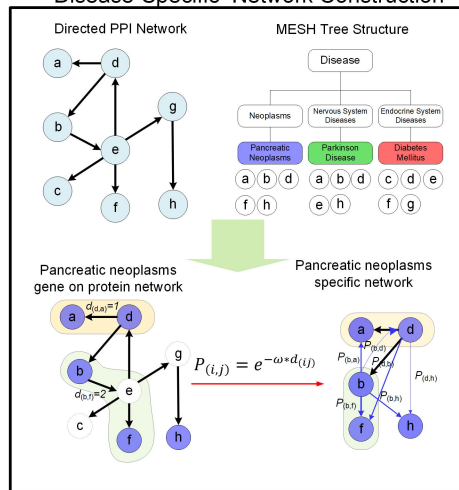 Disease Specific Network Construction
Directed PPI Network
MESH Tree Structure
a
d
b
e
g
c
f
h
Disease
Neoplasms
Nervous System
Diseases
Endocrine System
Diseases
Pancreatic
Neoplasms
Parkinson
Disease
Diabetes
Mellitus
a b d
f h
a b d
e h
c d e
f g
Pancreatic neoplasms
gene on protein network
d(d,a)=1
a
d
b
e
g
d(b,f)=2
c
f
h
P(i,j) = e^{-ω*d(ij)}
Pancreatic neoplasms
specific network
a
d
P(b,d)
P(b,a)
P(d,b)
b
P(d,h)
P(b,f)
P(b,h)
f
h